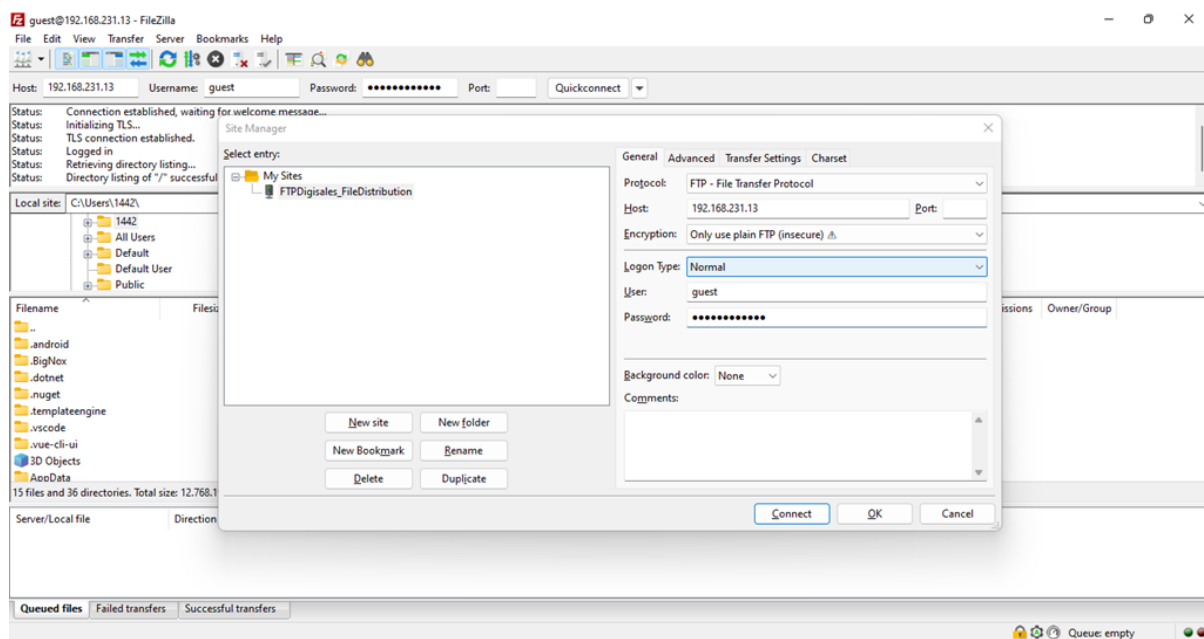 guest@192.168.231.13 - FileZilla
File Edit View Transfer Server Bookmarks Help
Host: 192.168.231.13 Username: guest Password: ●●●●●●●●●●●● Port: Quickconnect
Status: Connection established, waiting for welcome message...
Status: Initializing TLS...
Status: TLS connection established.
Status: Logged in
Status: Retrieving directory listing...
Status: Directory listing of "/" successful
Local site: C:\Users\1442\
1442
All Users
Default
Default User
Public
Filename Filesiz
..
.android
.BigNox
.dotnet
.nuget
.templateengine
.vscode
.vue-cli-ui
3D Objects
AppData
15 files and 36 directories. Total size: 12.768.1
Server/Local file Direction
Site Manager
Select entry:
My Sites
FTPDigisales_FileDistribution
New site New folder
New Bookmark Rename
Delete Duplicate
General Advanced Transfer Settings Charset
Protocol: FTP - File Transfer Protocol
Host: 192.168.231.13 Port:
Encryption: Only use plain FTP (insecure) ⚠
Logon Type: Normal
User: guest
Password: ●●●●●●●●●●●●
Background color: None
Comments:
Connect OK Cancel
issions Owner/Group
Queued files Failed transfers Successful transfers
Queue: empty